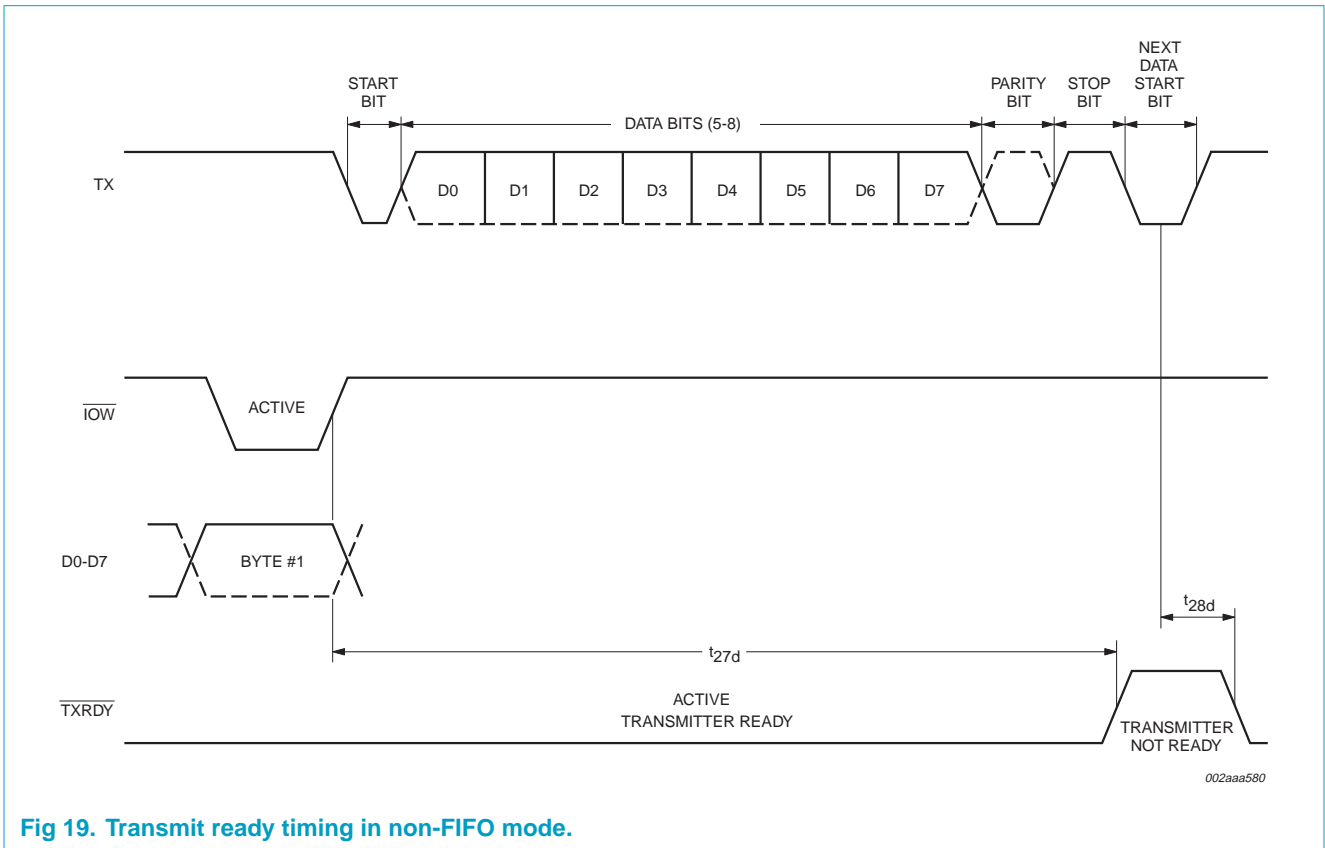 START
BIT
DATA BITS (5-8)
PARITY
BIT
STOP
BIT
NEXT
DATA
START
BIT
TX
D0
D1
D2
D3
D4
D5
D6
D7
IOW
ACTIVE
D0-D7
BYTE #1
t28d
t27d
TXRDY
ACTIVE
TRANSMITTER READY
TRANSMITTER
NOT READY
002aaa580
Fig 19. Transmit ready timing in non-FIFO mode.